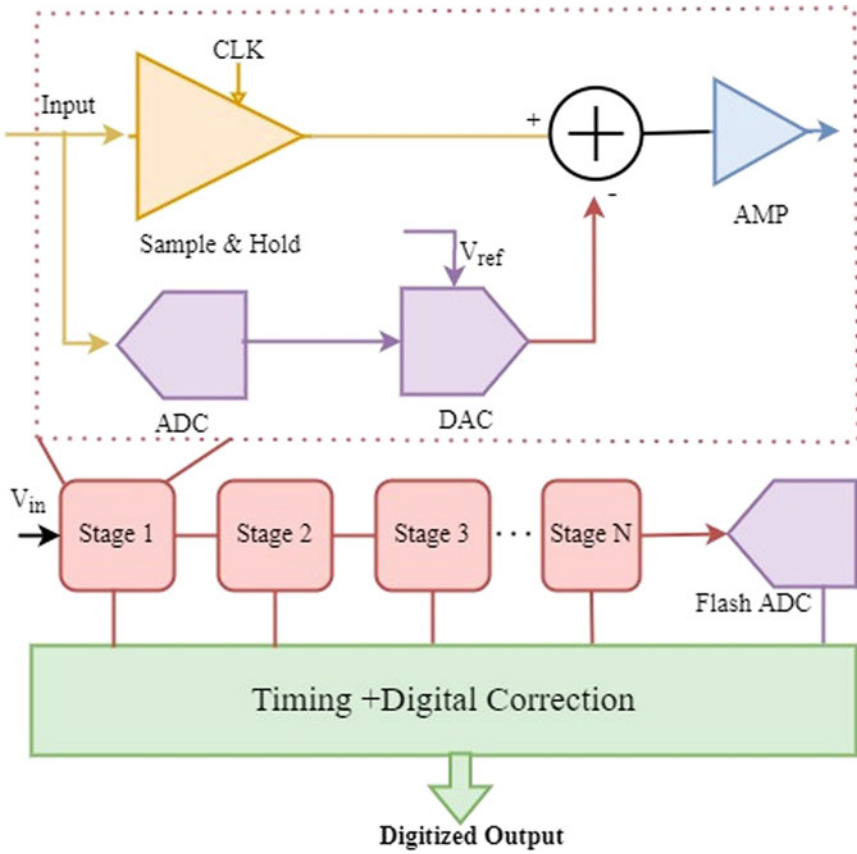 CLK
Input
+
-
Sample & Hold
AMP
Vref
ADC
DAC
Vin
Stage 1
Stage 2
Stage 3
...
Stage N
Flash ADC
Timing +Digital Correction
Digitized Output